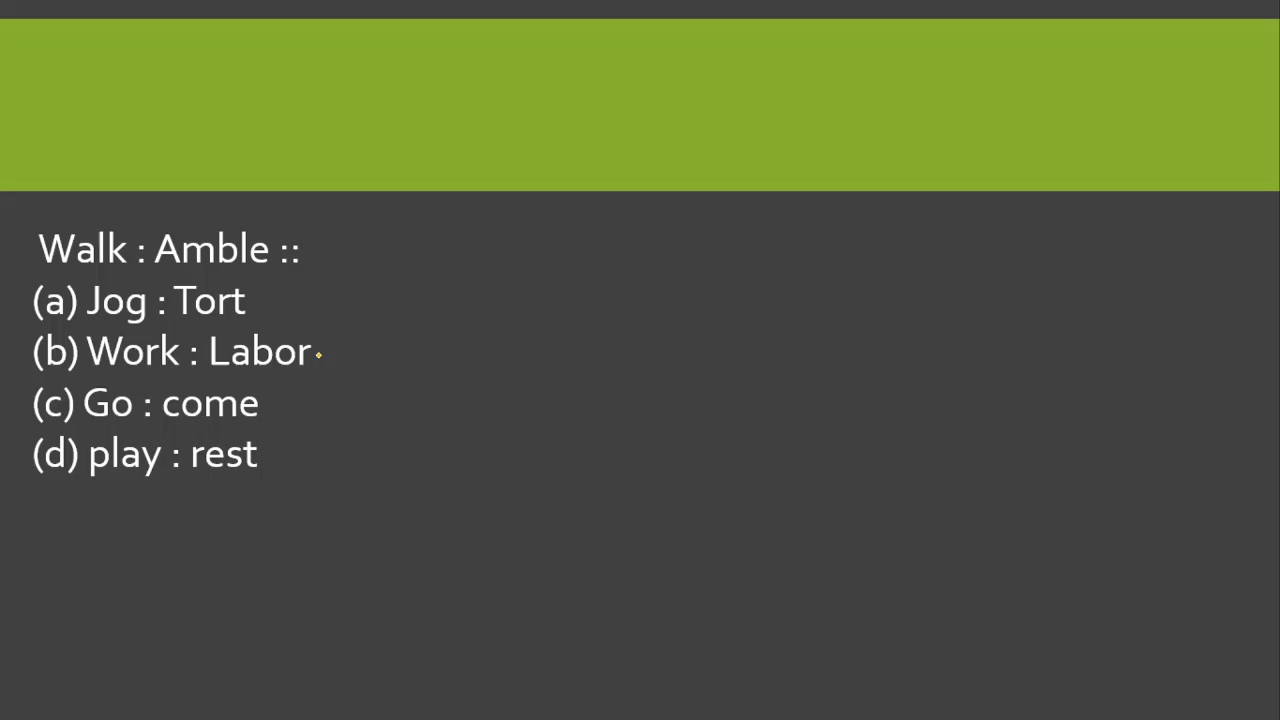 Walk : Amble ::
(a) Jog : Tort
(b) Work : Labor
(c) Go : come
(d) play : rest